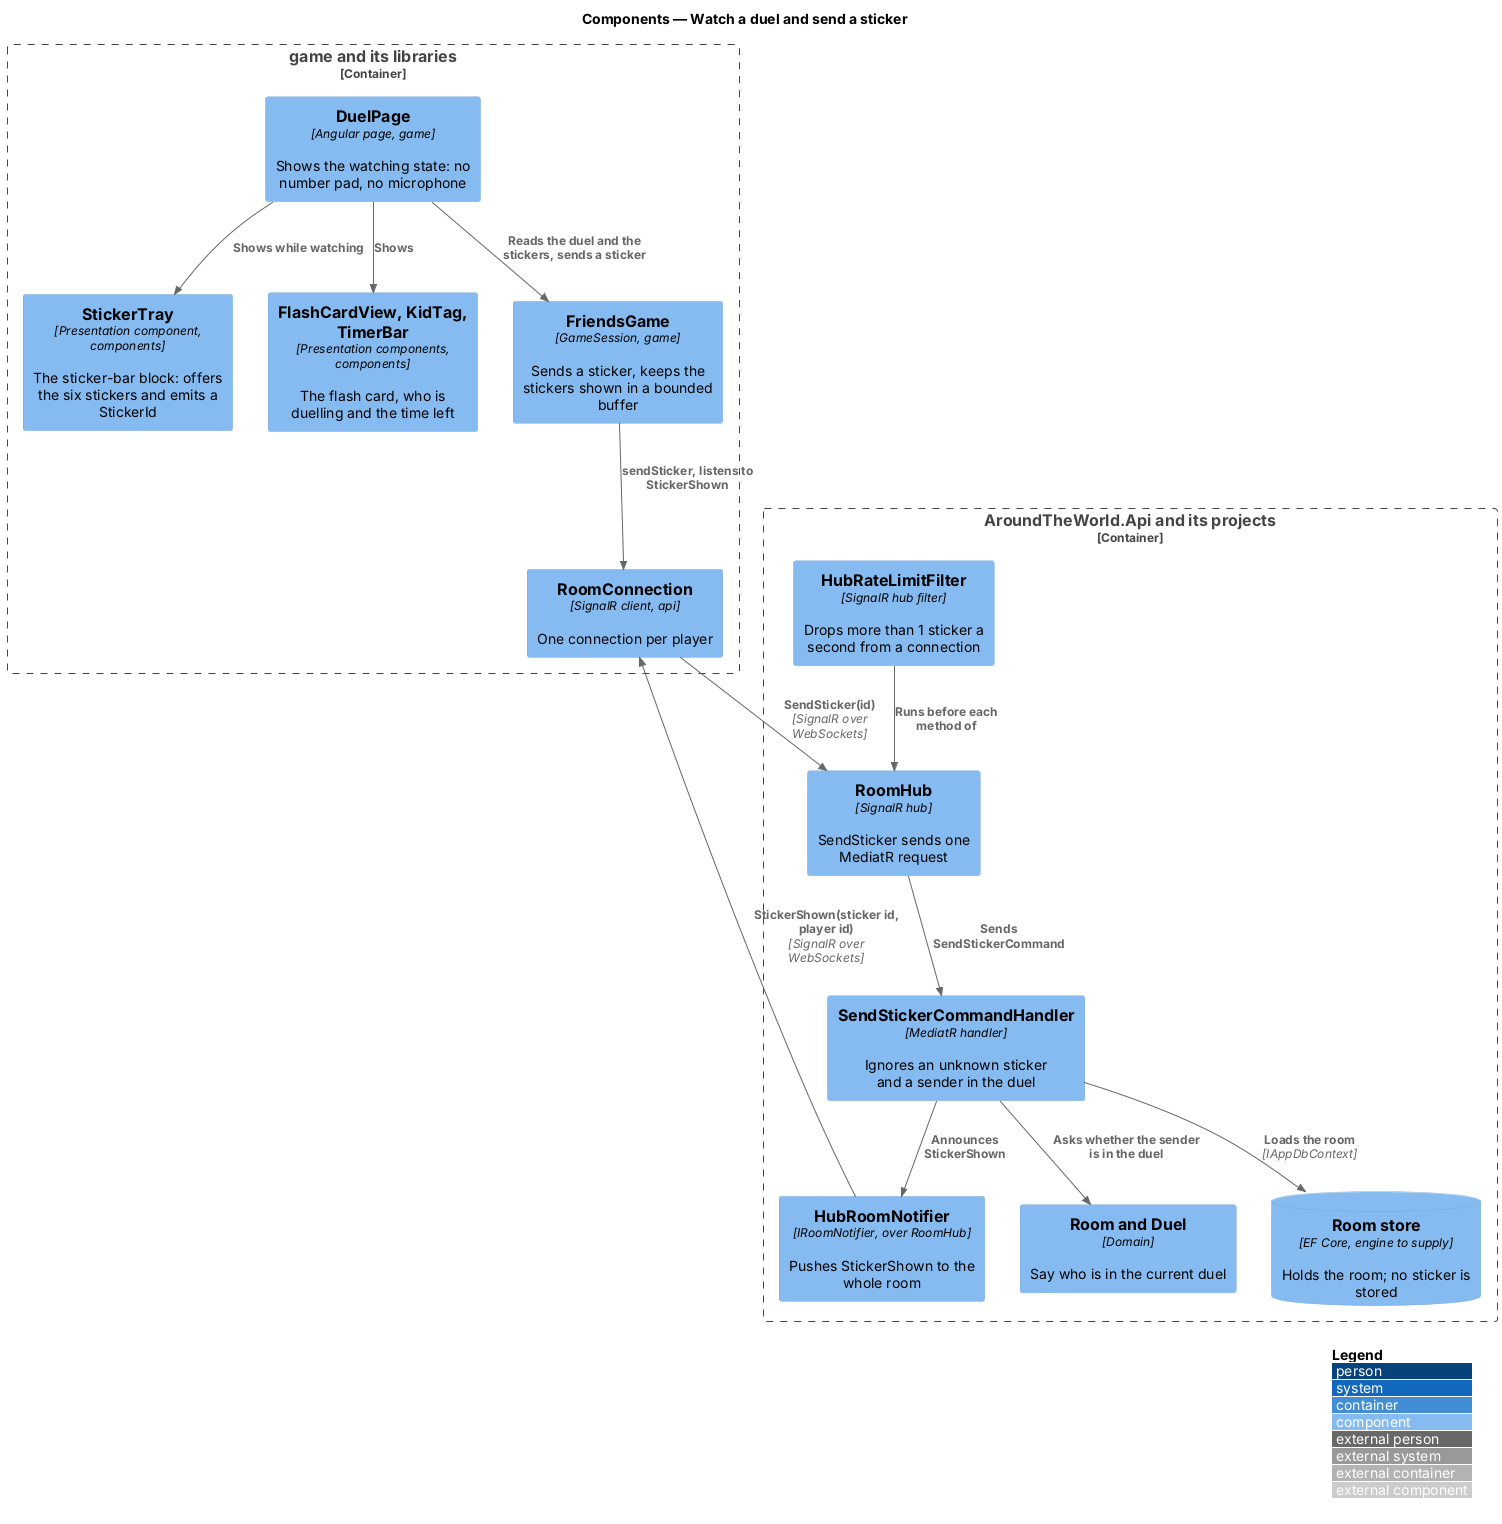 Components — Watch a duel and send a sticker
game and its libraries
[Container]
DuelPage
[Angular page, game]
Shows the watching state: no
number pad, no microphone
Shows while watching
Shows
Reads the duel and the
stickers, sends a sticker
StickerTray
[Presentation component,
components]
The sticker-bar block: offers
the six stickers and emits a
StickerId
FlashCardView, KidTag,
TimerBar
[Presentation components,
components]
The flash card, who is
duelling and the time left
FriendsGame
[GameSession, game]
Sends a sticker, keeps the
stickers shown in a bounded
buffer
sendSticker, listens to
StickerShown
RoomConnection
[SignalR client, api]
One connection per player
AroundTheWorld.Api and its projects
[Container]
HubRateLimitFilter
[SignalR hub filter]
Drops more than 1 sticker a
second from a connection
SendSticker(id)
[SignalR over
WebSockets]
Runs before each
method of
RoomHub
[SignalR hub]
SendSticker sends one
MediatR request
StickerShown(sticker id,
player id)
[SignalR over
WebSockets]
Sends
SendStickerCommand
SendStickerCommandHandler
[MediatR handler]
Ignores an unknown sticker
and a sender in the duel
Announces
StickerShown
Asks whether the sender
is in the duel
Loads the room
[IAppDbContext]
HubRoomNotifier
[IRoomNotifier, over RoomHub]
Pushes StickerShown to the
whole room
Room and Duel
[Domain]
Say who is in the current duel
Room store
[EF Core, engine to supply]
Holds the room; no sticker is
stored
Legend
person
system
container
component
external person
external system
external container
external component